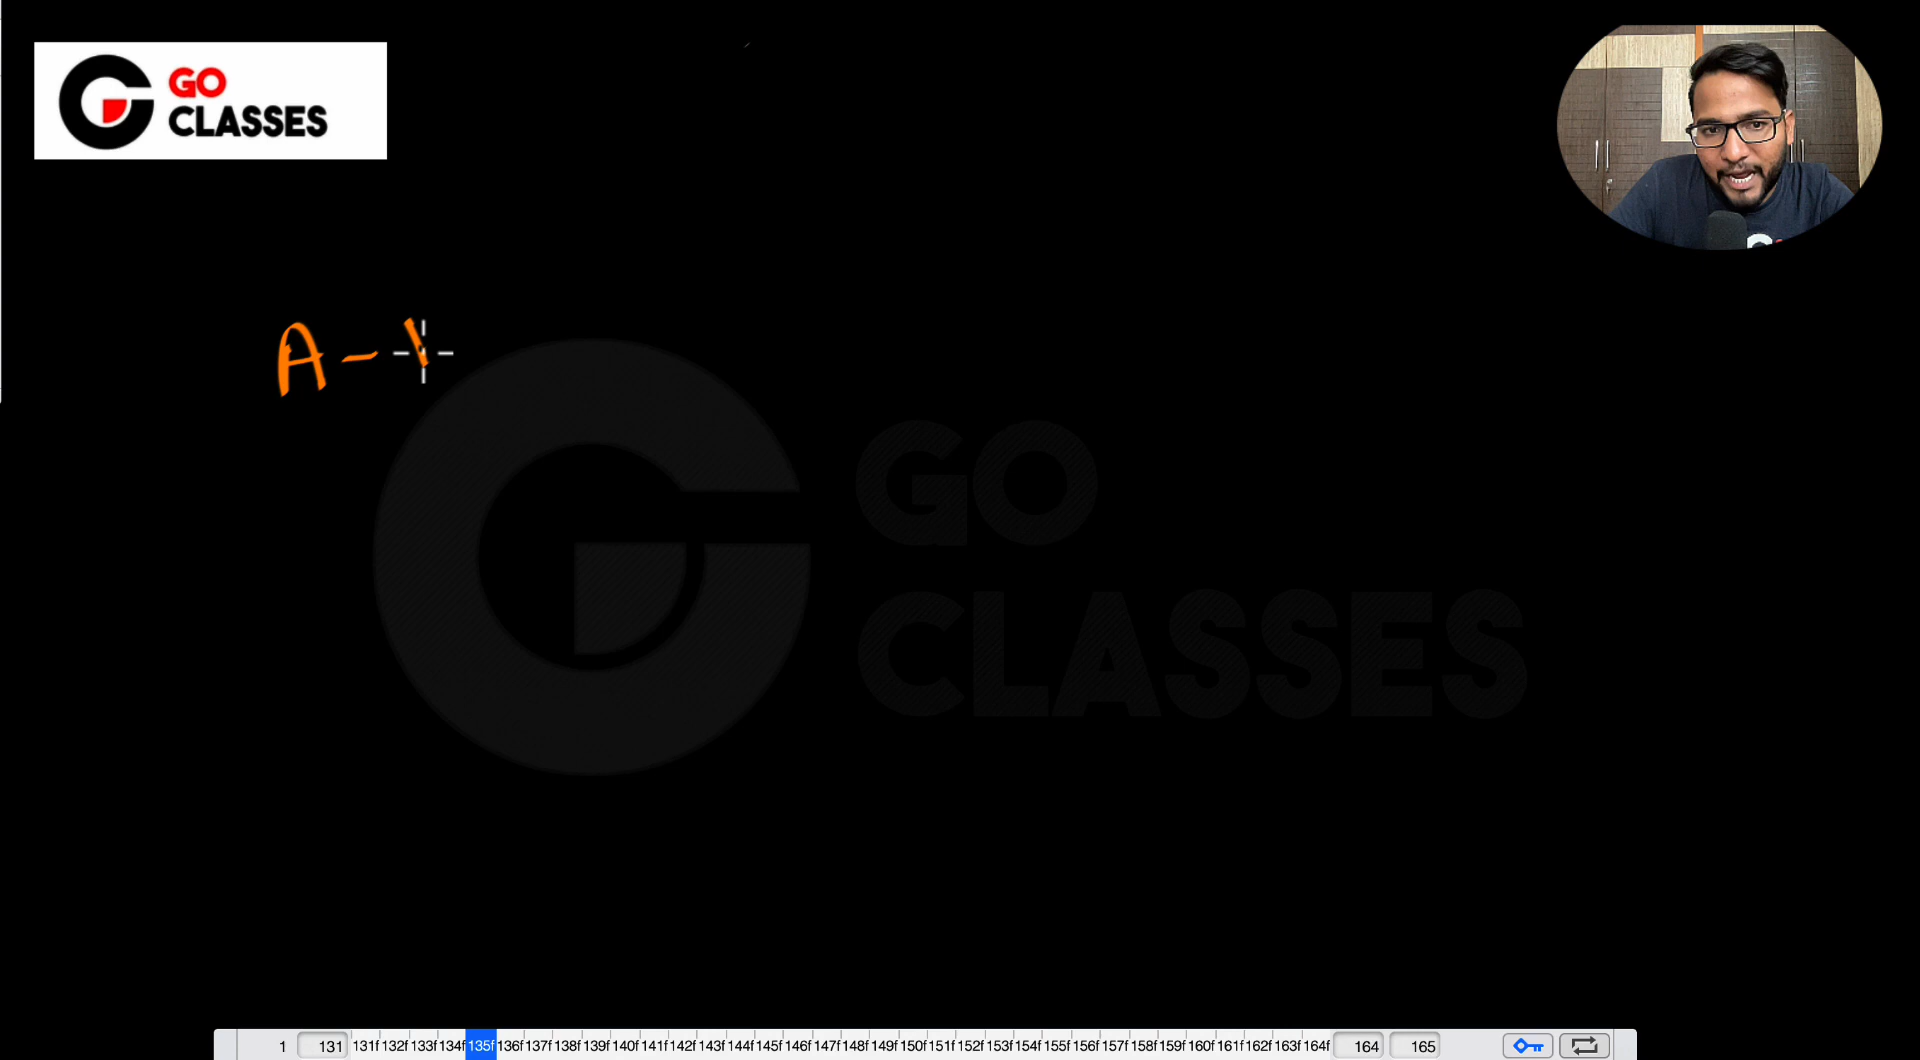 GO
CLASSES
A -
GO
CLASSES
1 131 131f 132f 133f 134f 135f 136f 137f 138f 139f 140f 141f 142f 143f 144f 145f 146f 147f 148f 149f 150f 151f 152f 153f 154f 155f 156f 157f 158f 159f 160f 161f 162f 163f 164f 164 165